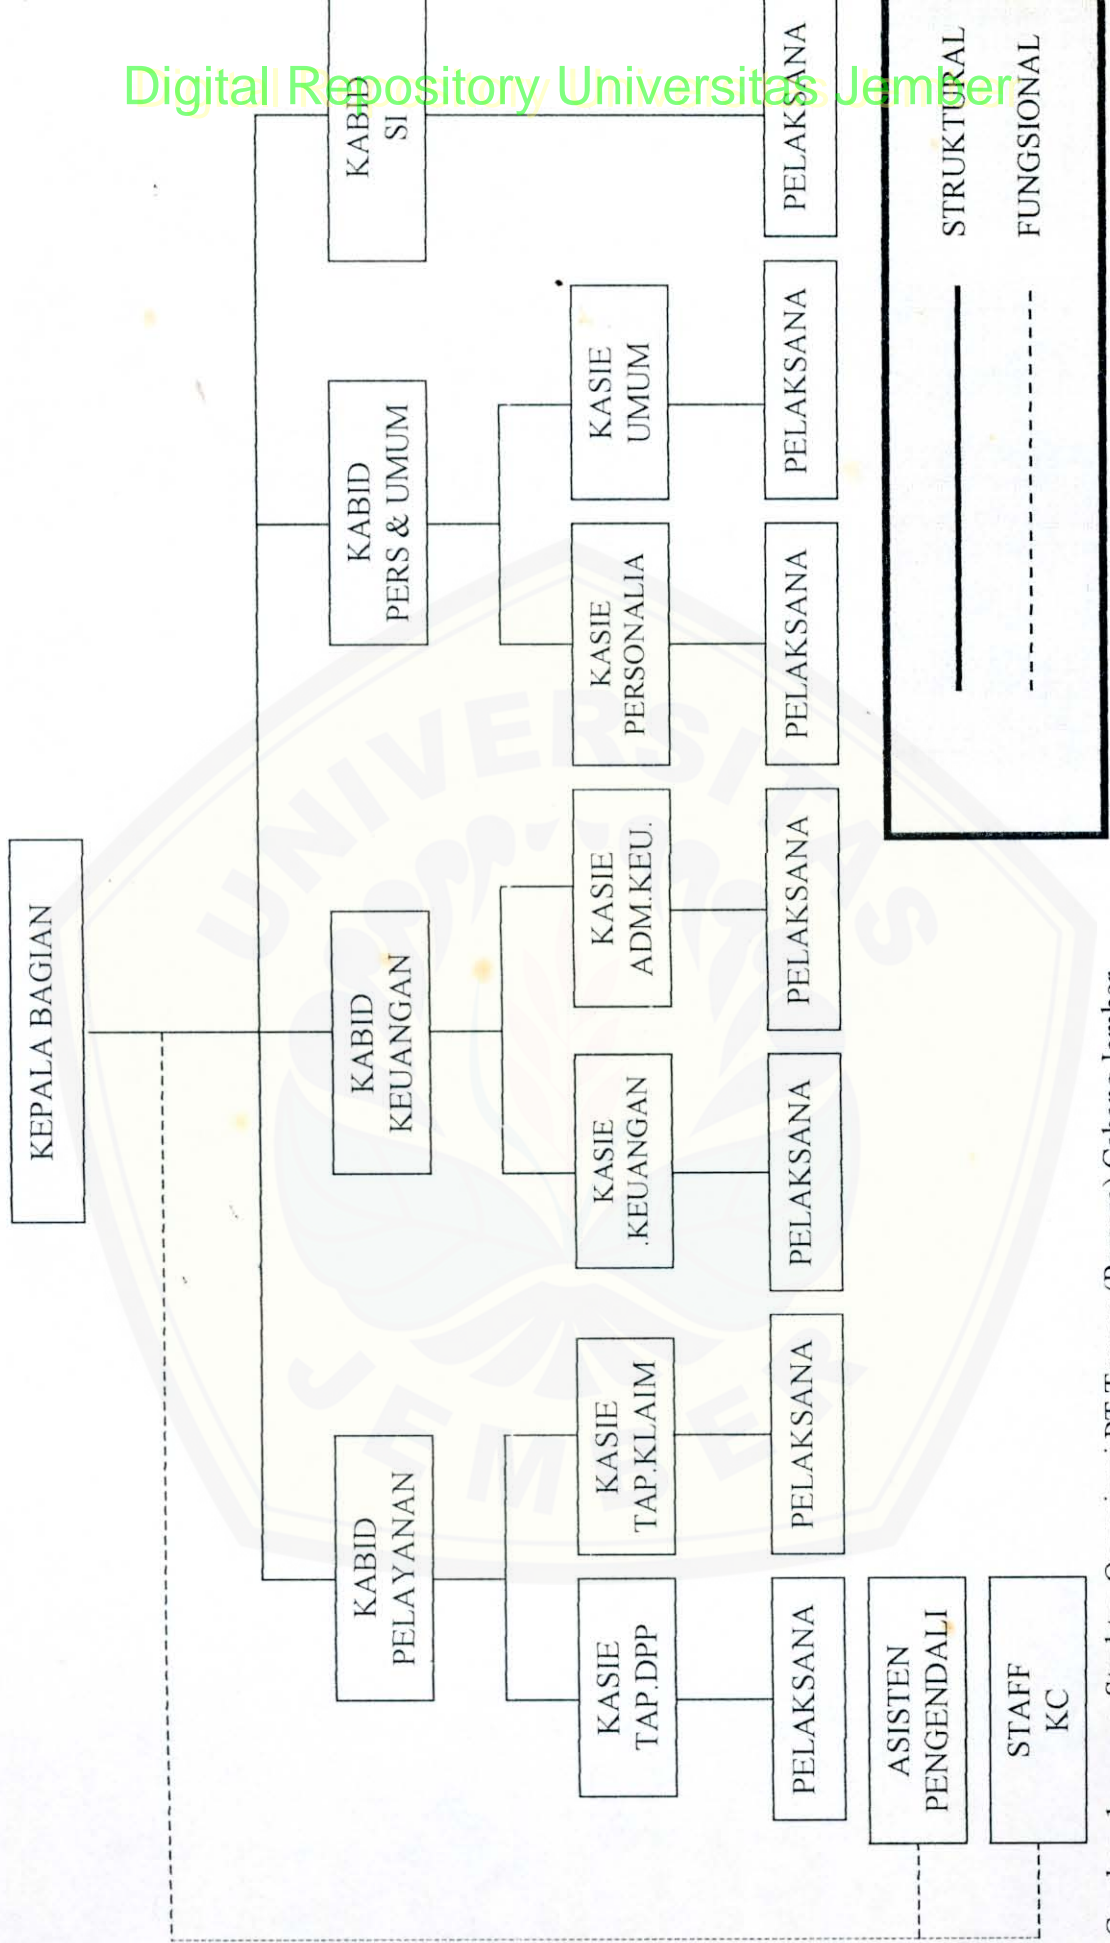 Digital Repository Universitas Jember
KEPALA BAGIAN
KABID
PELAYANAN
KABID
KEUANGAN
KABID
PERS & UMUM
KABID
SI
KASIE
TAP.DPP
KASIE
TAP.KLAIM
KASIE
.KEUANGAN
KASIE
ADM.KEU.
KASIE
PERSONALIA
KASIE
UMUM
PELAKSANA
PELAKSANA
PELAKSANA
PELAKSANA
PELAKSANA
PELAKSANA
PELAKSANA
ASISTEN
PENGENDALI
STAFF
KC
STRUKTURAL
FUNGSIONAL
UNIVERSITAS
JEMBER